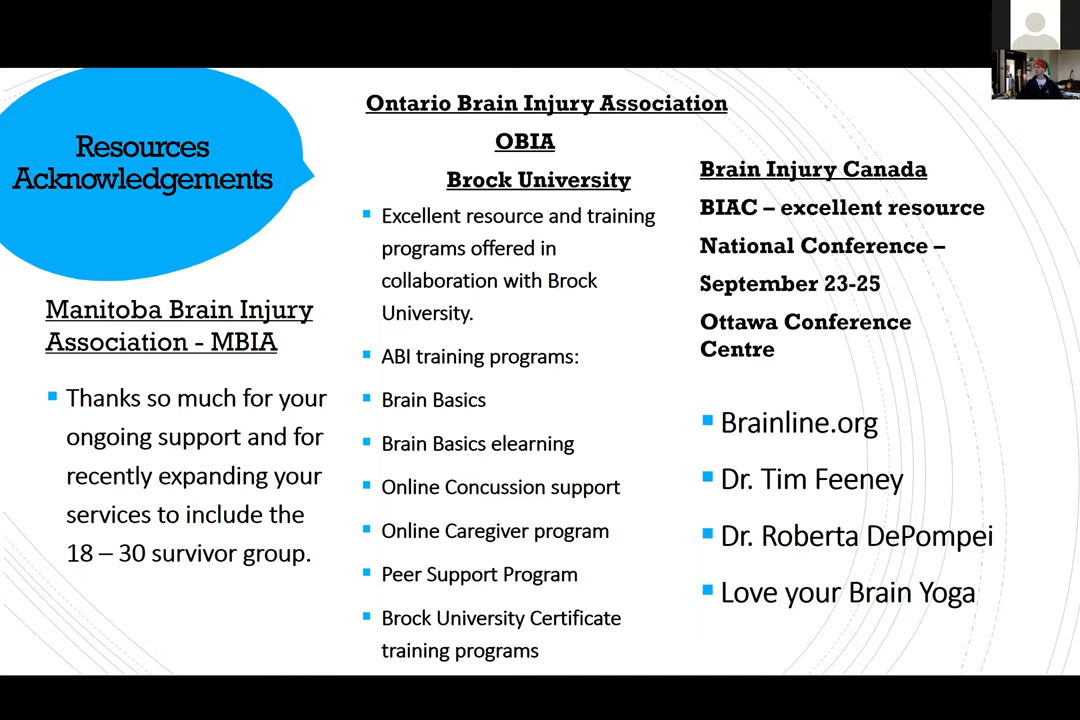 Resources
Acknowledgements
Manitoba Brain Injury
Association - MBIA
Thanks so much for your
ongoing support and for
recently expanding your
services to include the
18 – 30 survivor group.
Ontario Brain Injury Association
OBIA
Brock University
Excellent resource and training
programs offered in
collaboration with Brock
University.
ABI training programs:
Brain Basics
Brain Basics elearning
Online Concussion support
Online Caregiver program
Peer Support Program
Brock University Certificate
training programs
Brain Injury Canada
BIAC – excellent resource
National Conference –
September 23-25
Ottawa Conference
Centre
Brainline.org
Dr. Tim Feeney
Dr. Roberta DePompei
Love your Brain Yoga